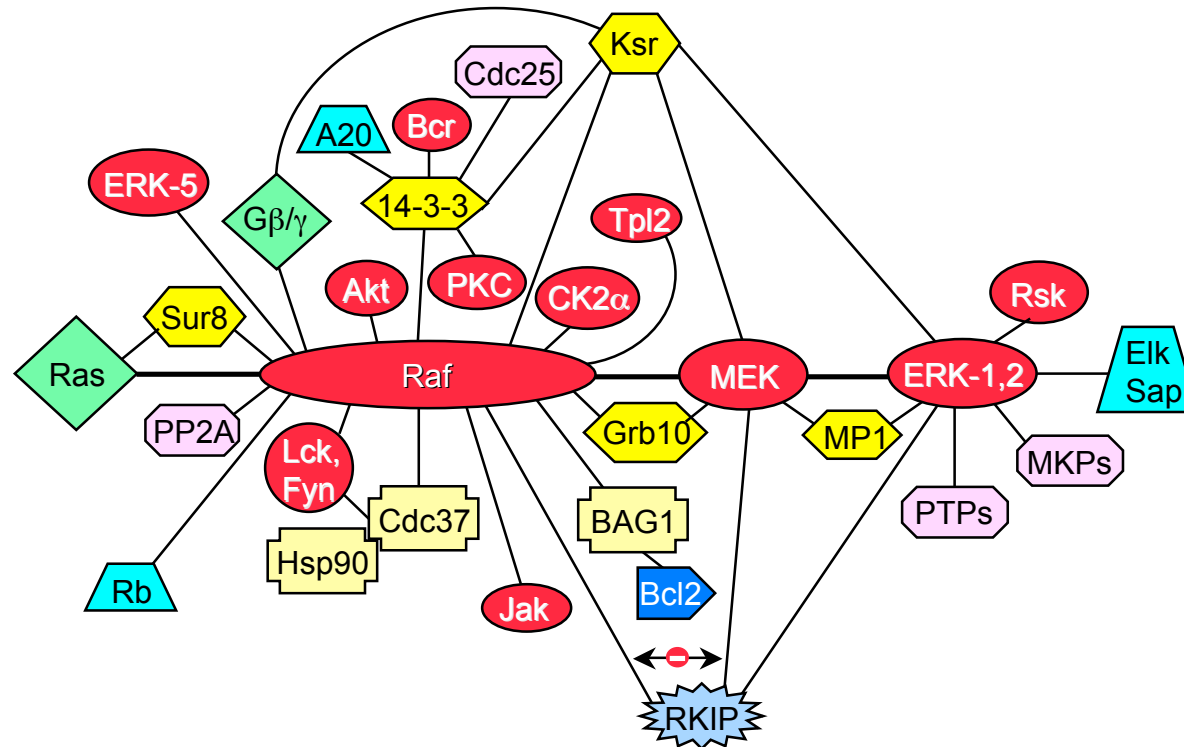 Ksr
Cdc25
A20
Bcr
ERK-5
14-3-3
Gβ/γ
Tpl2
Akt
PKC
CK2α
Rsk
Sur8
Ras
Raf
MEK
ERK-1,2
Elk
Sap
PP2A
Grb10
MP1
Lck,
Fyn
MKPs
Cdc37
BAG1
PTPs
Hsp90
Rb
Bcl2
Jak
RKIP